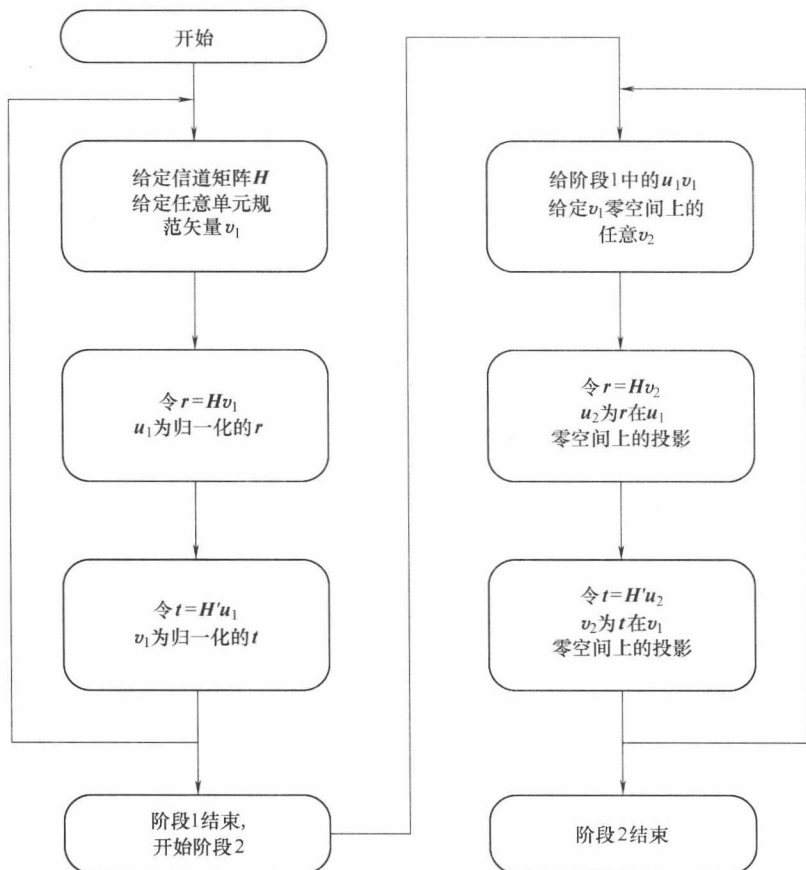 开始
给定信道矩阵H
给定任意单元规
范矢量v₁
令r=Hv₁
u₁为归一化的r
令t=H'u₁
v₁为归一化的t
阶段1结束,
开始阶段2
给阶段1中的u₁v₁
给定v₁零空间上的
任意v₂
令r=Hv₂
u₂为r在u₁
零空间上的投影
令t=H'u₂
v₂为t在v₁
零空间上的投影
阶段2结束